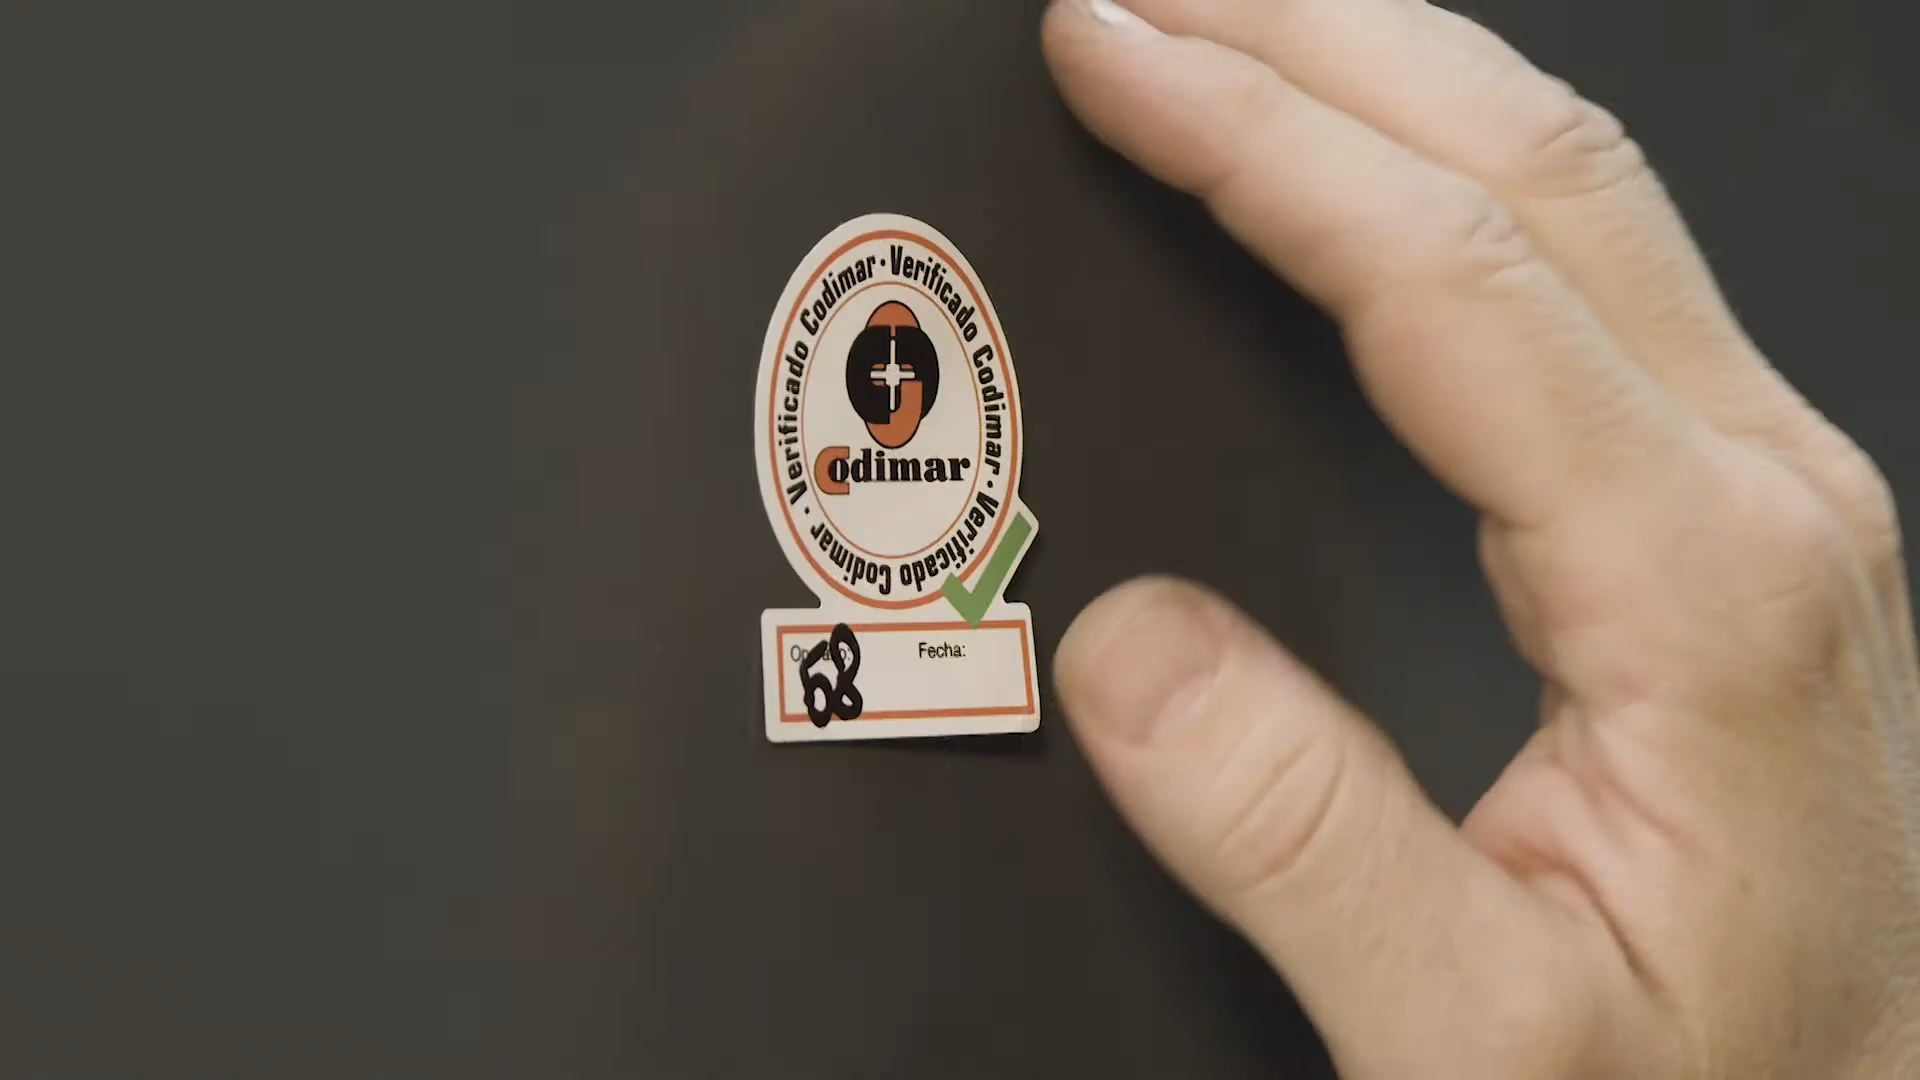 Verificado Codimar · Verificado Codimar · Verificado Codimar ·
Codimar
Fecha:
58